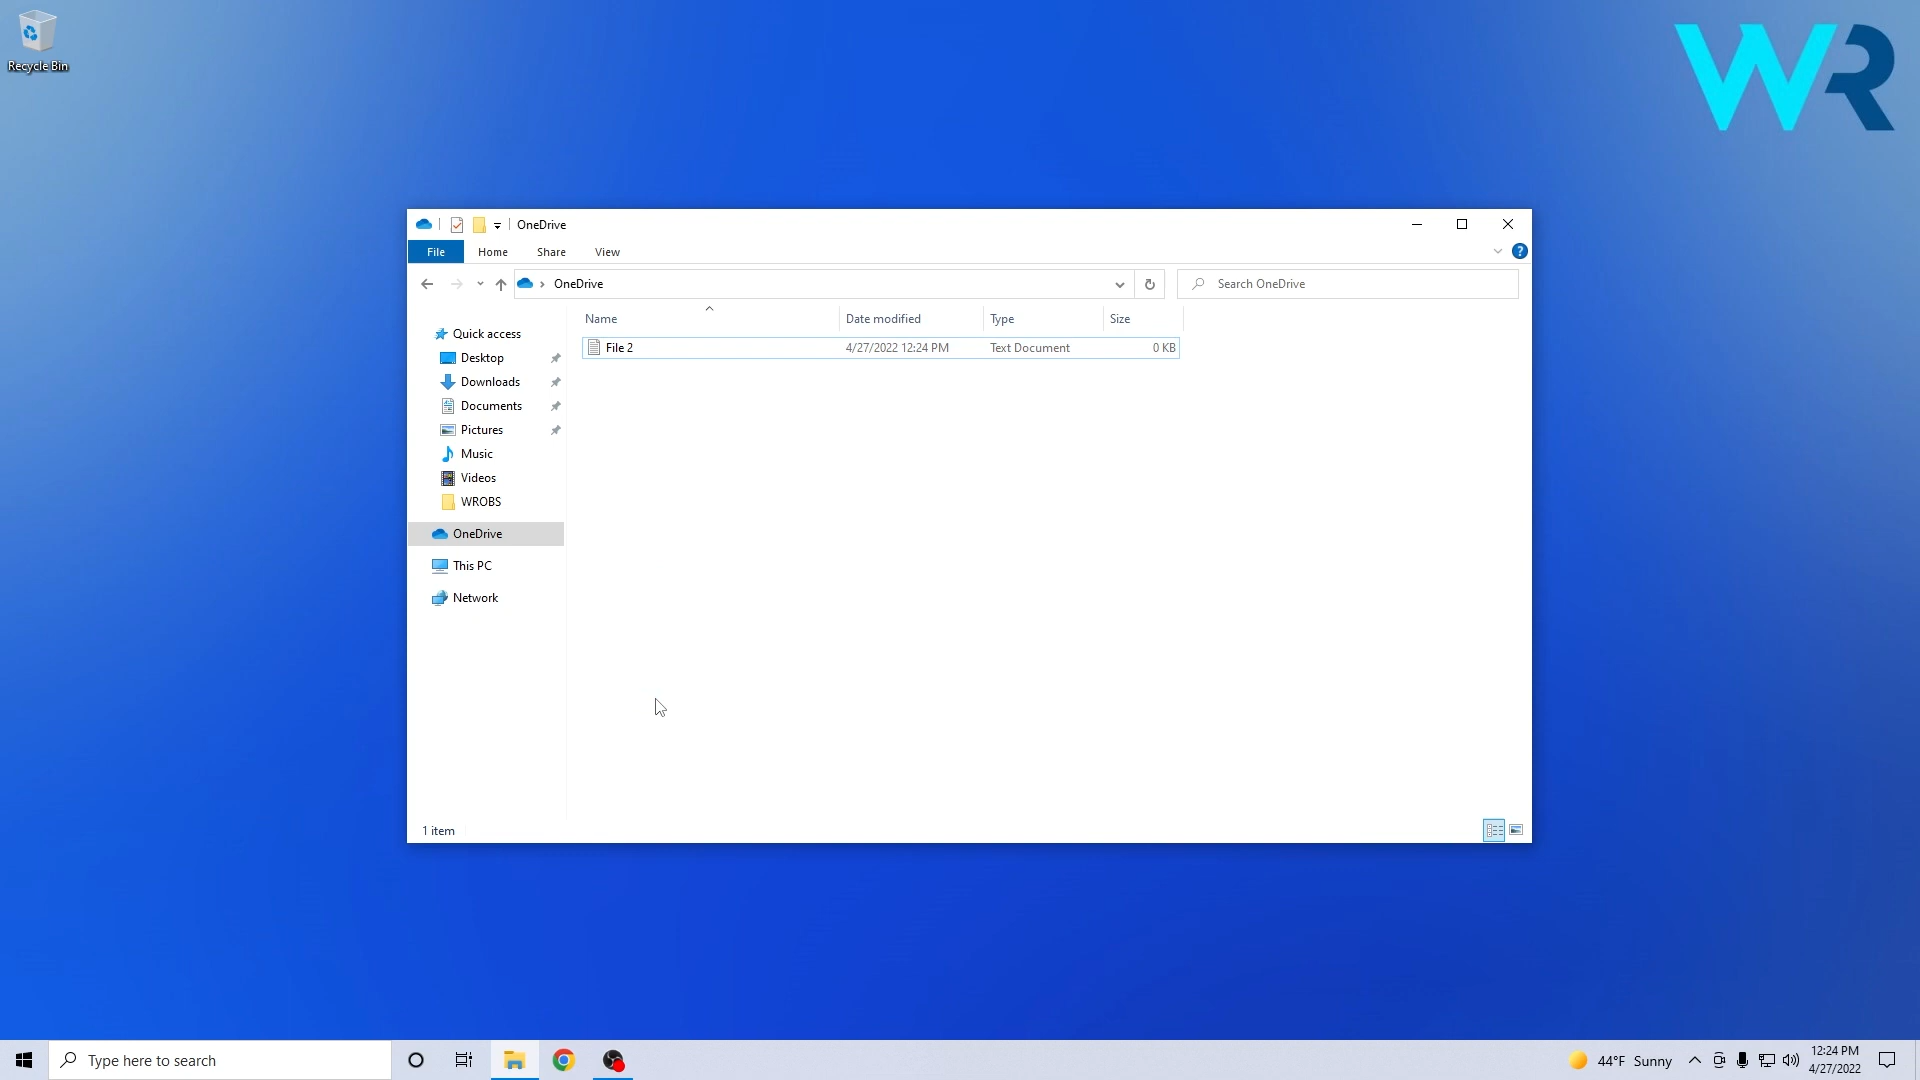 Recycle Bin
WR
OneDrive
File Home Share View
?
OneDrive
Search OneDrive
Name Date modified Type Size
File 2 4/27/2022 12:24 PM Text Document 0 KB
Quick access
Desktop
Downloads
Documents
Pictures
Music
Videos
WROBS
OneDrive
This PC
Network
1 item
Type here to search
44°F Sunny
12:24 PM
4/27/2022